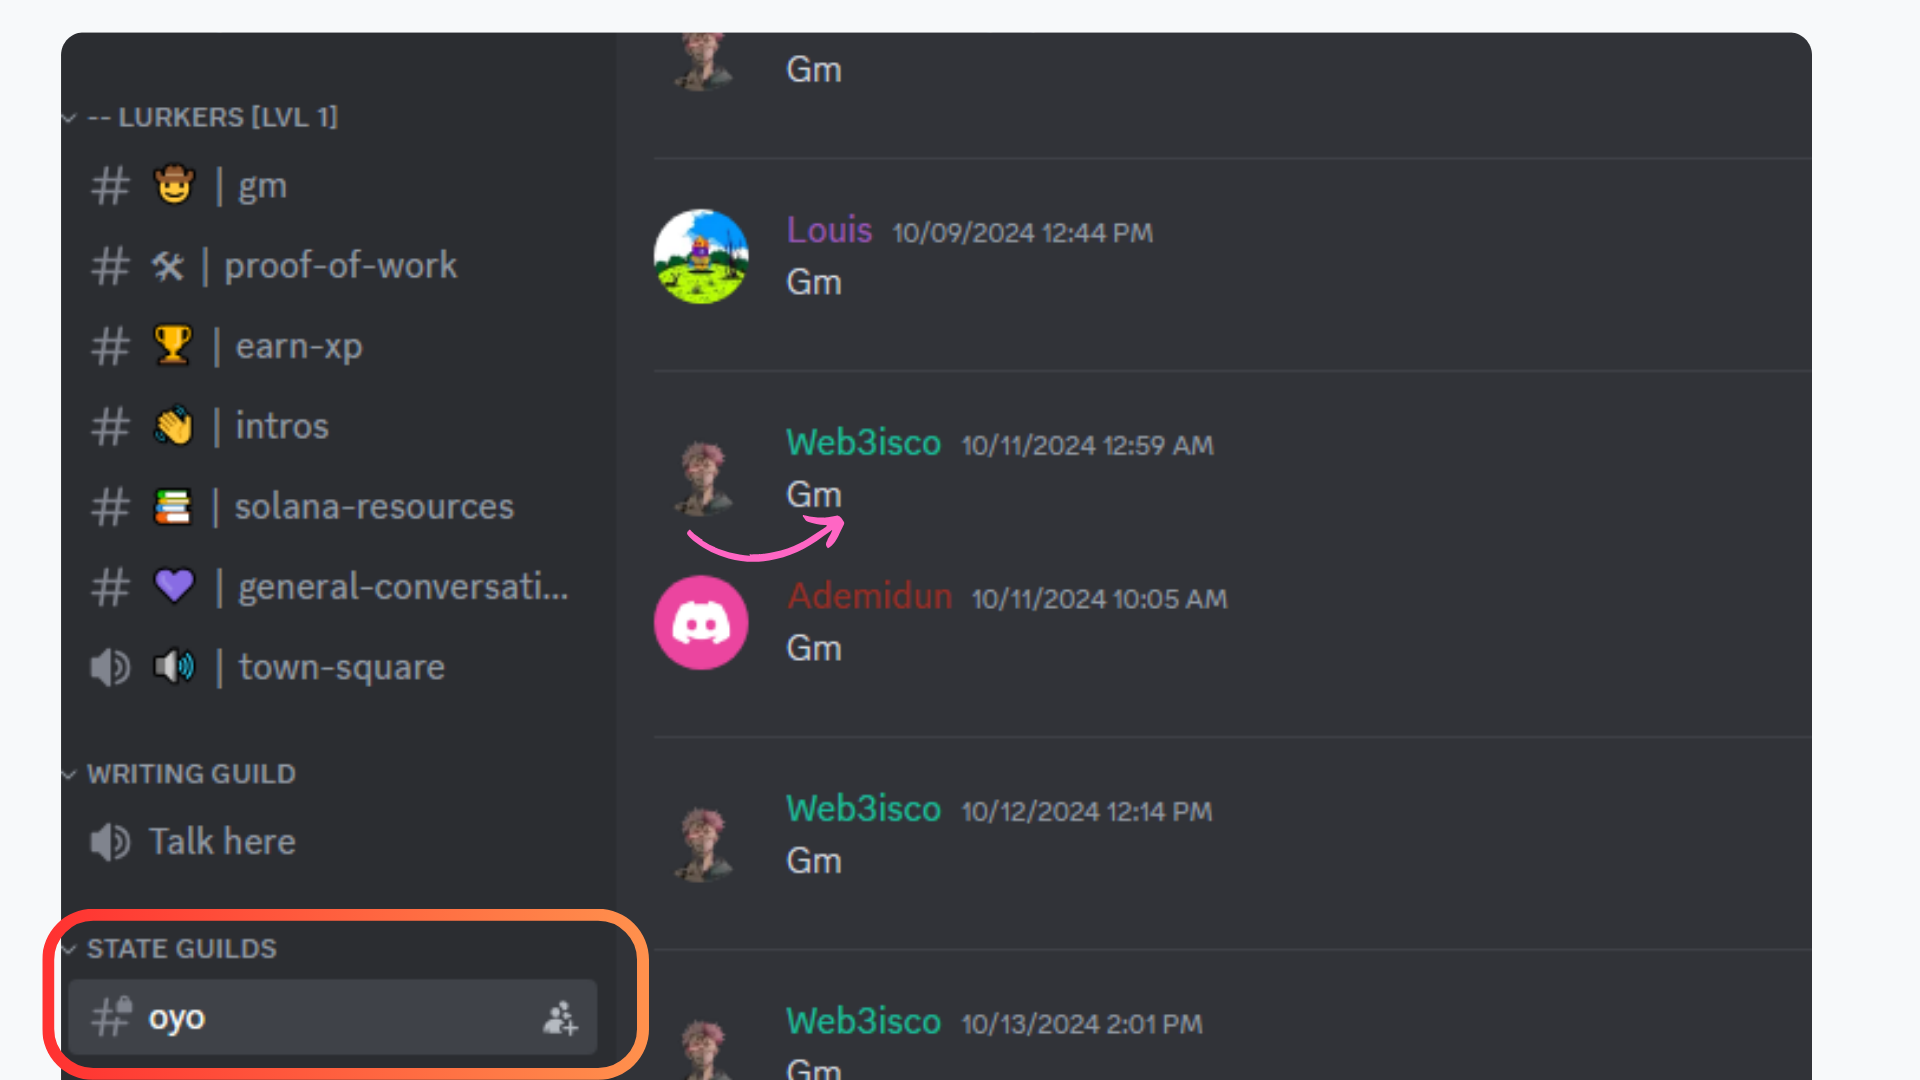 -- LURKERS [LVL 1]
# 🤠 | gm
# 🛠 | proof-of-work
# 🏆 | earn-xp
# 👋 | intros
# 📚 | solana-resources
# 💜 | general-conversati...
🔊 | town-square
WRITING GUILD
Talk here
STATE GUILDS
# oyo
Gm
Louis 10/09/2024 12:44 PM
Gm
Web3isco 10/11/2024 12:59 AM
Gm
Ademidun 10/11/2024 10:05 AM
Gm
Web3isco 10/12/2024 12:14 PM
Gm
Web3isco 10/13/2024 2:01 PM
Gm